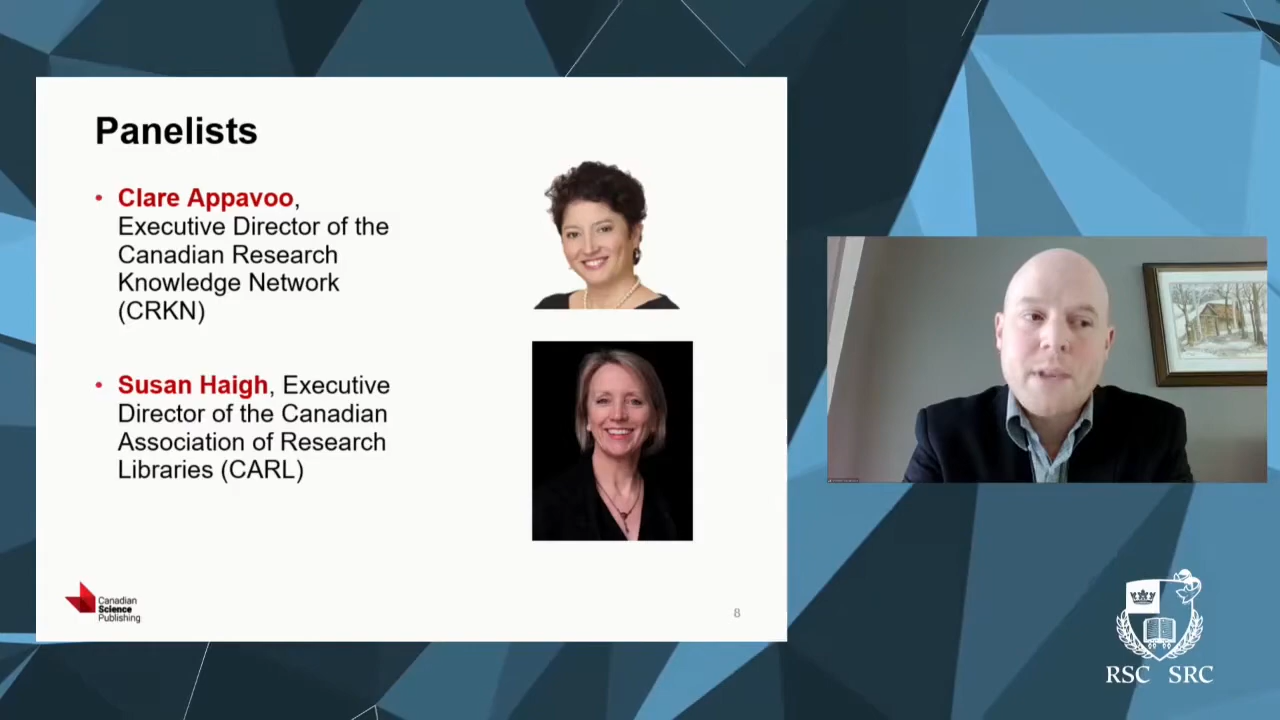 Panelists
• Clare Appavoo,
Executive Director of the
Canadian Research
Knowledge Network
(CRKN)
• Susan Haigh, Executive
Director of the Canadian
Association of Research
Libraries (CARL)
Canadian
Science
Publishing
8
RSC SRC